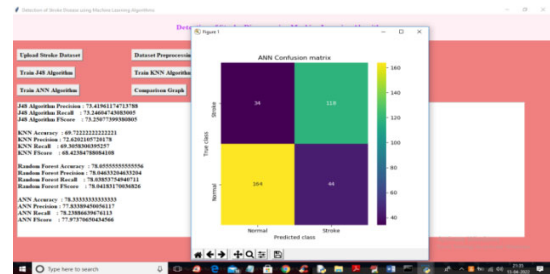 Detection of Stroke Disease using Machine Learning Algorithms
Upload Stroke Dataset
Dataset Preprocessin
Train J48 Algorithm
Train KNN Algorithm
Train ANN Algorithm
Comparison Graph
J48 Algorithm Precision : 73.41961174713788
J48 Algorithm Recall : 73.24604743083005
J48 Algorithm FScore : 73.25077399380805
KNN Accuracy : 69.72222222222221
KNN Precision : 72.6202105720178
KNN Recall : 69.3058306395257
KNN FScore : 68.42384788084108
Random Forest Accuracy : 78.05555555555556
Random Forest Precision : 78.04633204633204
Random Forest Recall : 78.03853754940711
Random Forest FScore : 78.04183170036826
ANN Accuracy : 78.33333333333333
ANN Precision : 77.83389450056117
ANN Recall : 78.23886639676113
ANN FScore : 77.97370650434566
Figure 1
ANN Confusion matrix
True class
Stroke
Normal
34
119
164
44
Normal
Stroke
Predicted class
160
140
120
100
80
60
40
Type here to search
21:35